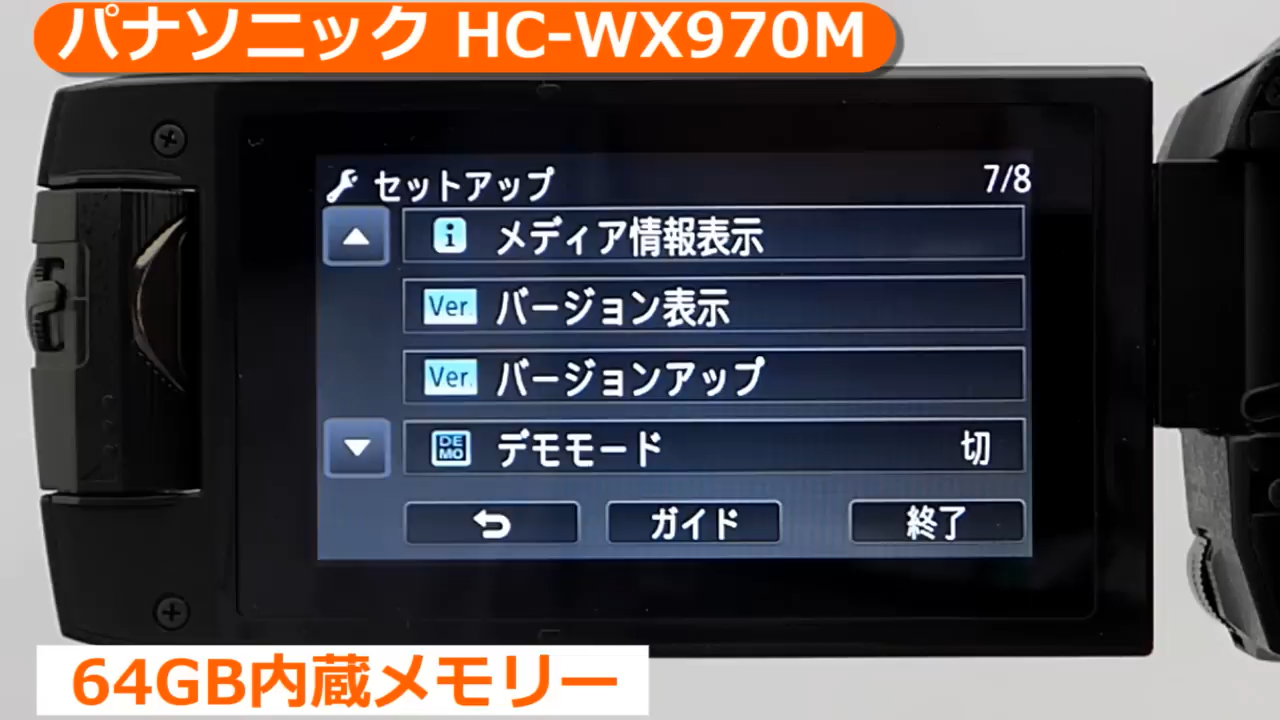 パナソニック HC-WX970M
セットアップ 7/8
i メディア情報表示
Ver. バージョン表示
Ver. バージョンアップ
DEMO デモモード 切
ガイド 終了
64GB内蔵メモリー